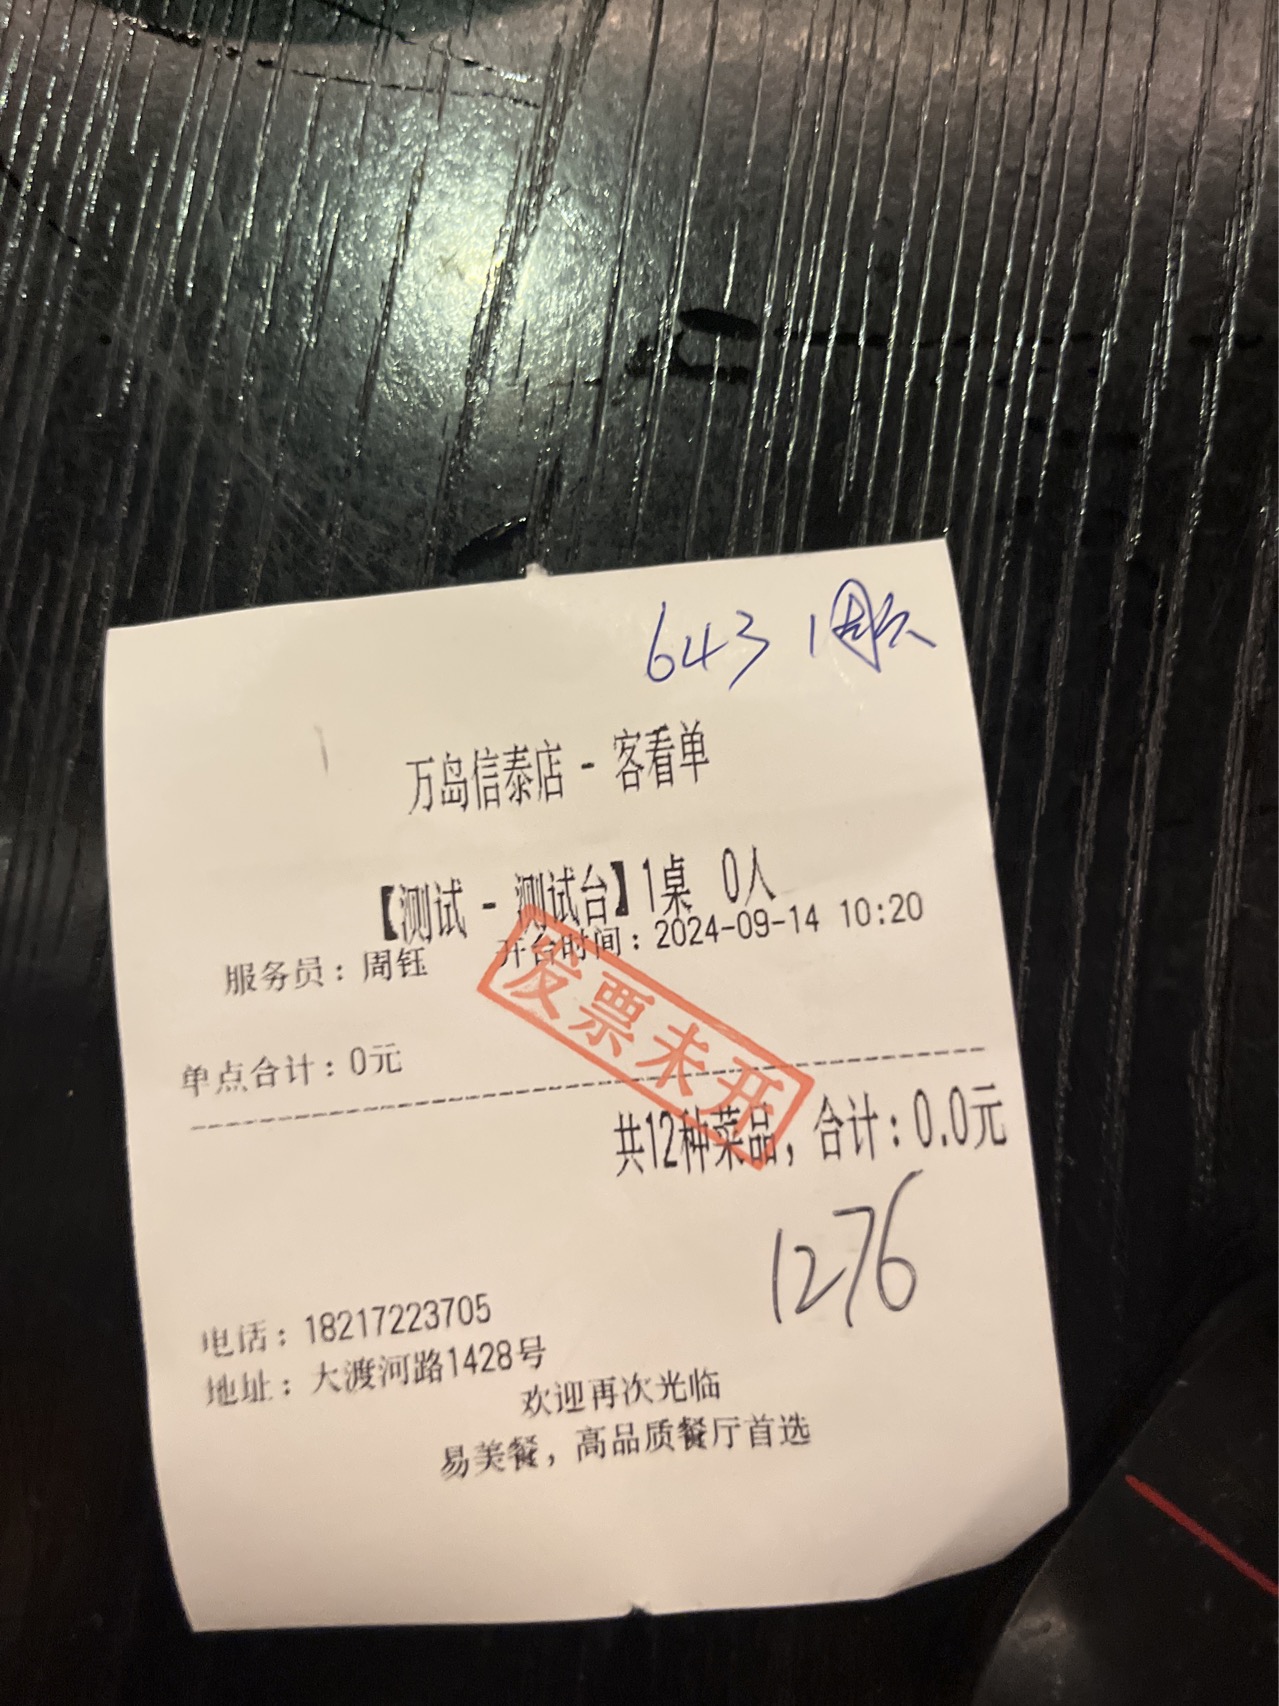 643
万岛信泰店 - 客看单
【测试 - 测试台】1桌 0人
服务员：周钰 开台时间：2024-09-14 10:20
发票未开
单点合计：0元
共12种菜品，合计：0.0元
1276
电话：18217223705
地址：大渡河路1428号
欢迎再次光临
易美餐，高品质餐厅首选